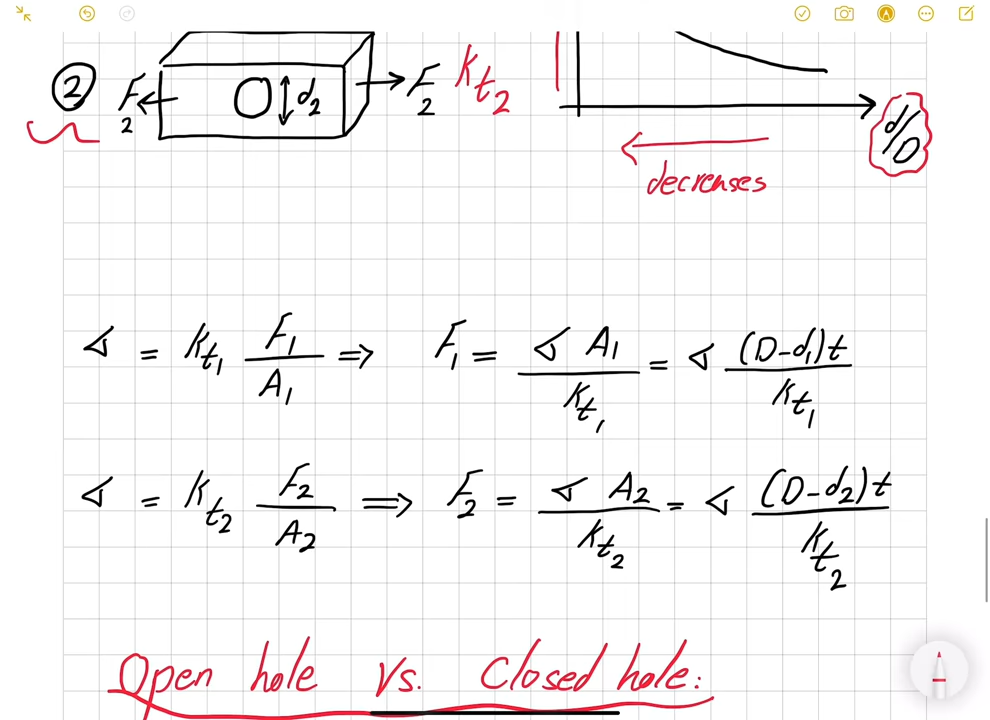 ② F₂ d₂ F₂ Kt₂
d/D
decrenses
σ = Kt₁ F₁/A₁ ⇒ F₁ = σ A₁/Kt₁ = σ (D-d₁)t/Kt₁
σ = Kt₂ F₂/A₂ ⇒ F₂ = σ A₂/Kt₂ = σ (D-d₂)t/Kt₂
Open hole Vs. Closed hole: